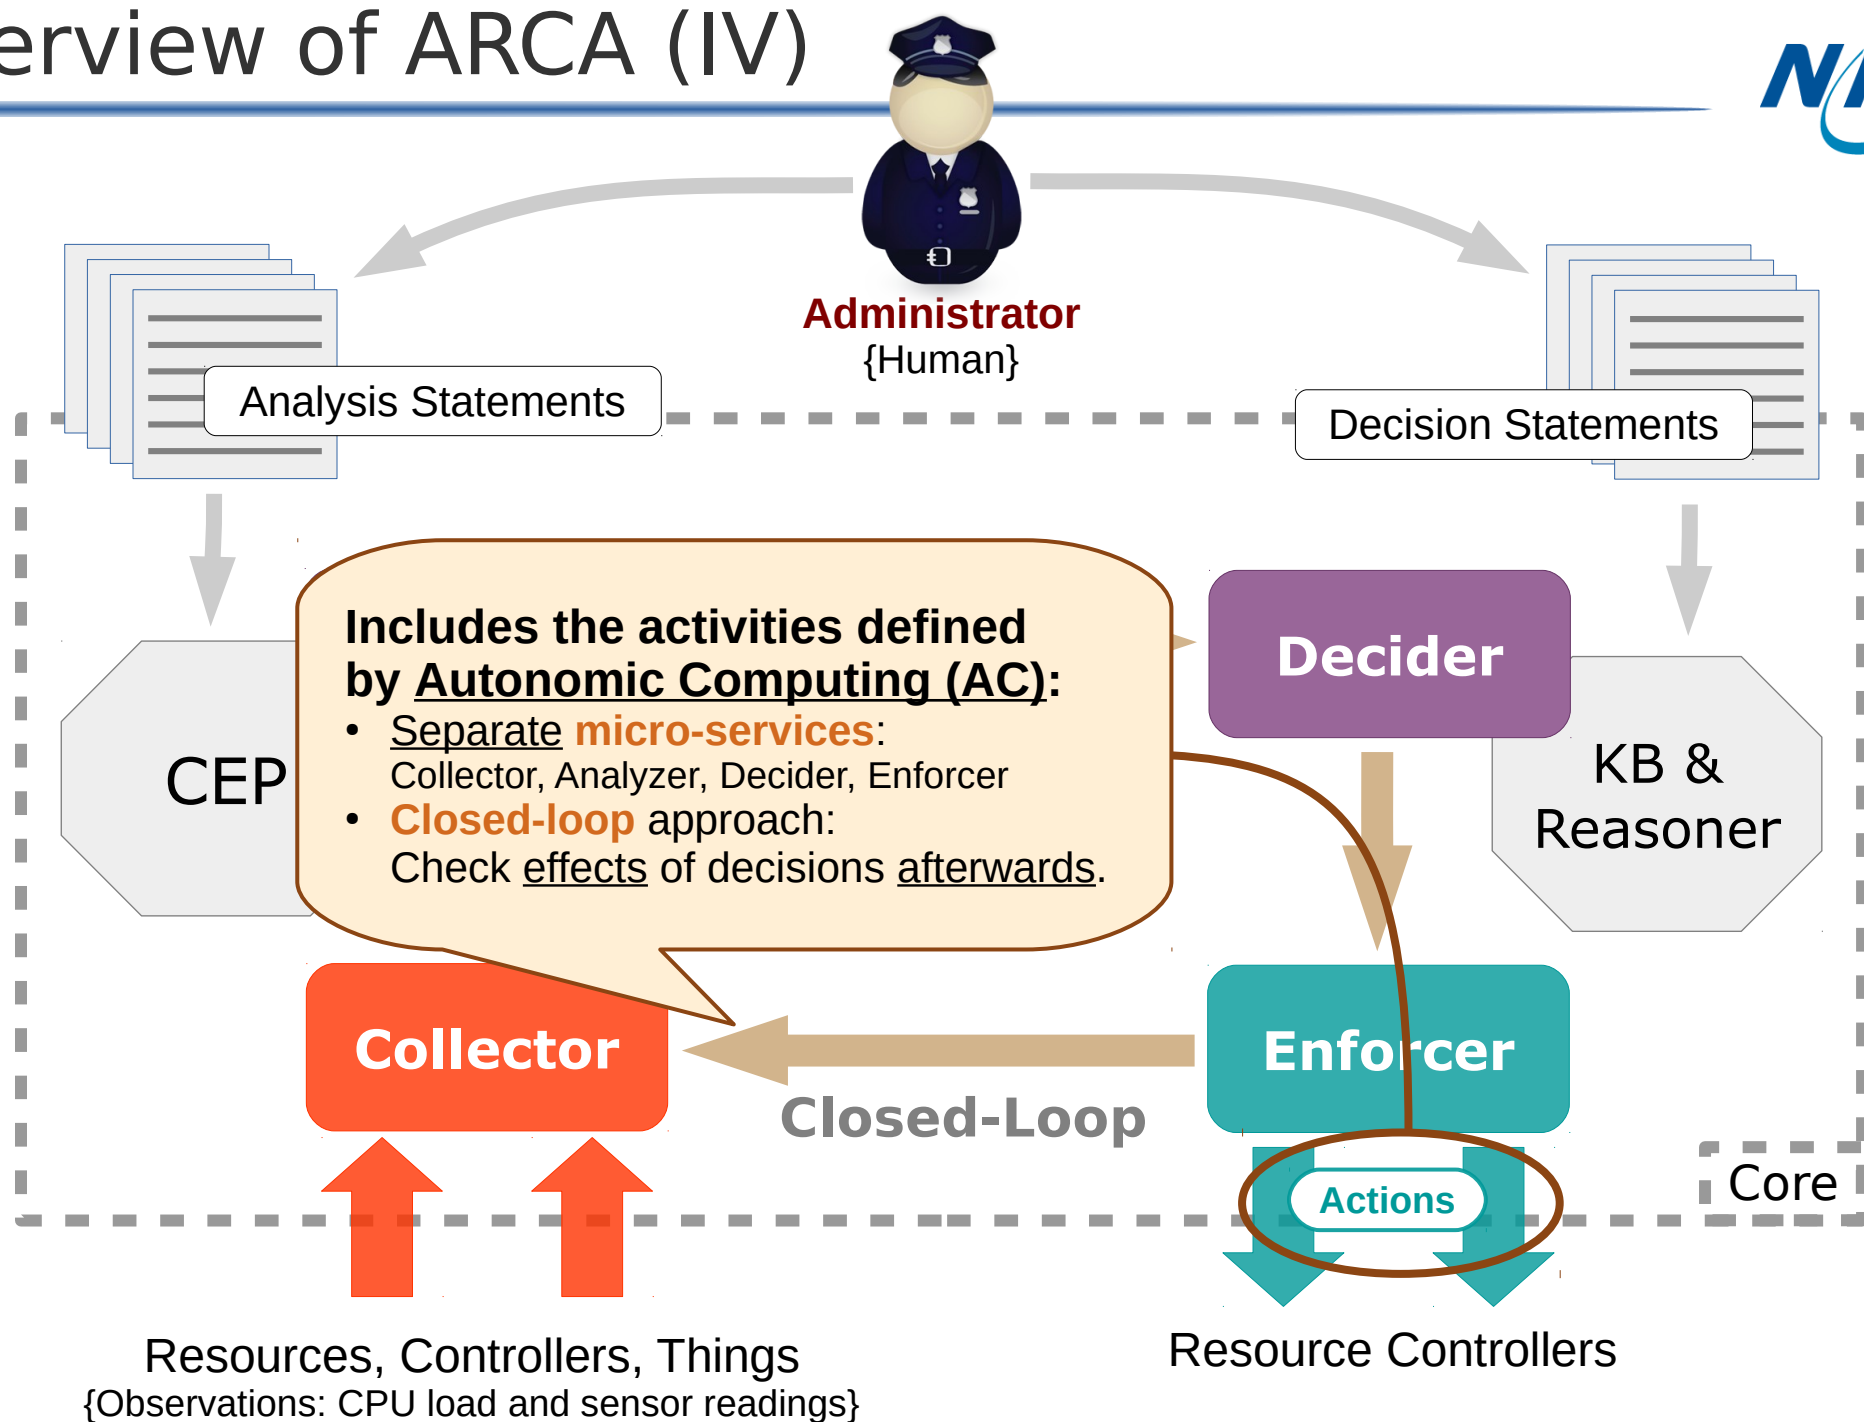 erview of ARCA (IV)
Administrator
{Human}
Analysis Statements
Decision Statements
Includes the activities defined
by Autonomic Computing (AC):
• Separate micro-services:
Collector, Analyzer, Decider, Enforcer
• Closed-loop approach:
Check effects of decisions afterwards.
Decider
CEP
KB &
Reasoner
Collector
Enforcer
Closed-Loop
Actions
Core
Resources, Controllers, Things
{Observations: CPU load and sensor readings}
Resource Controllers